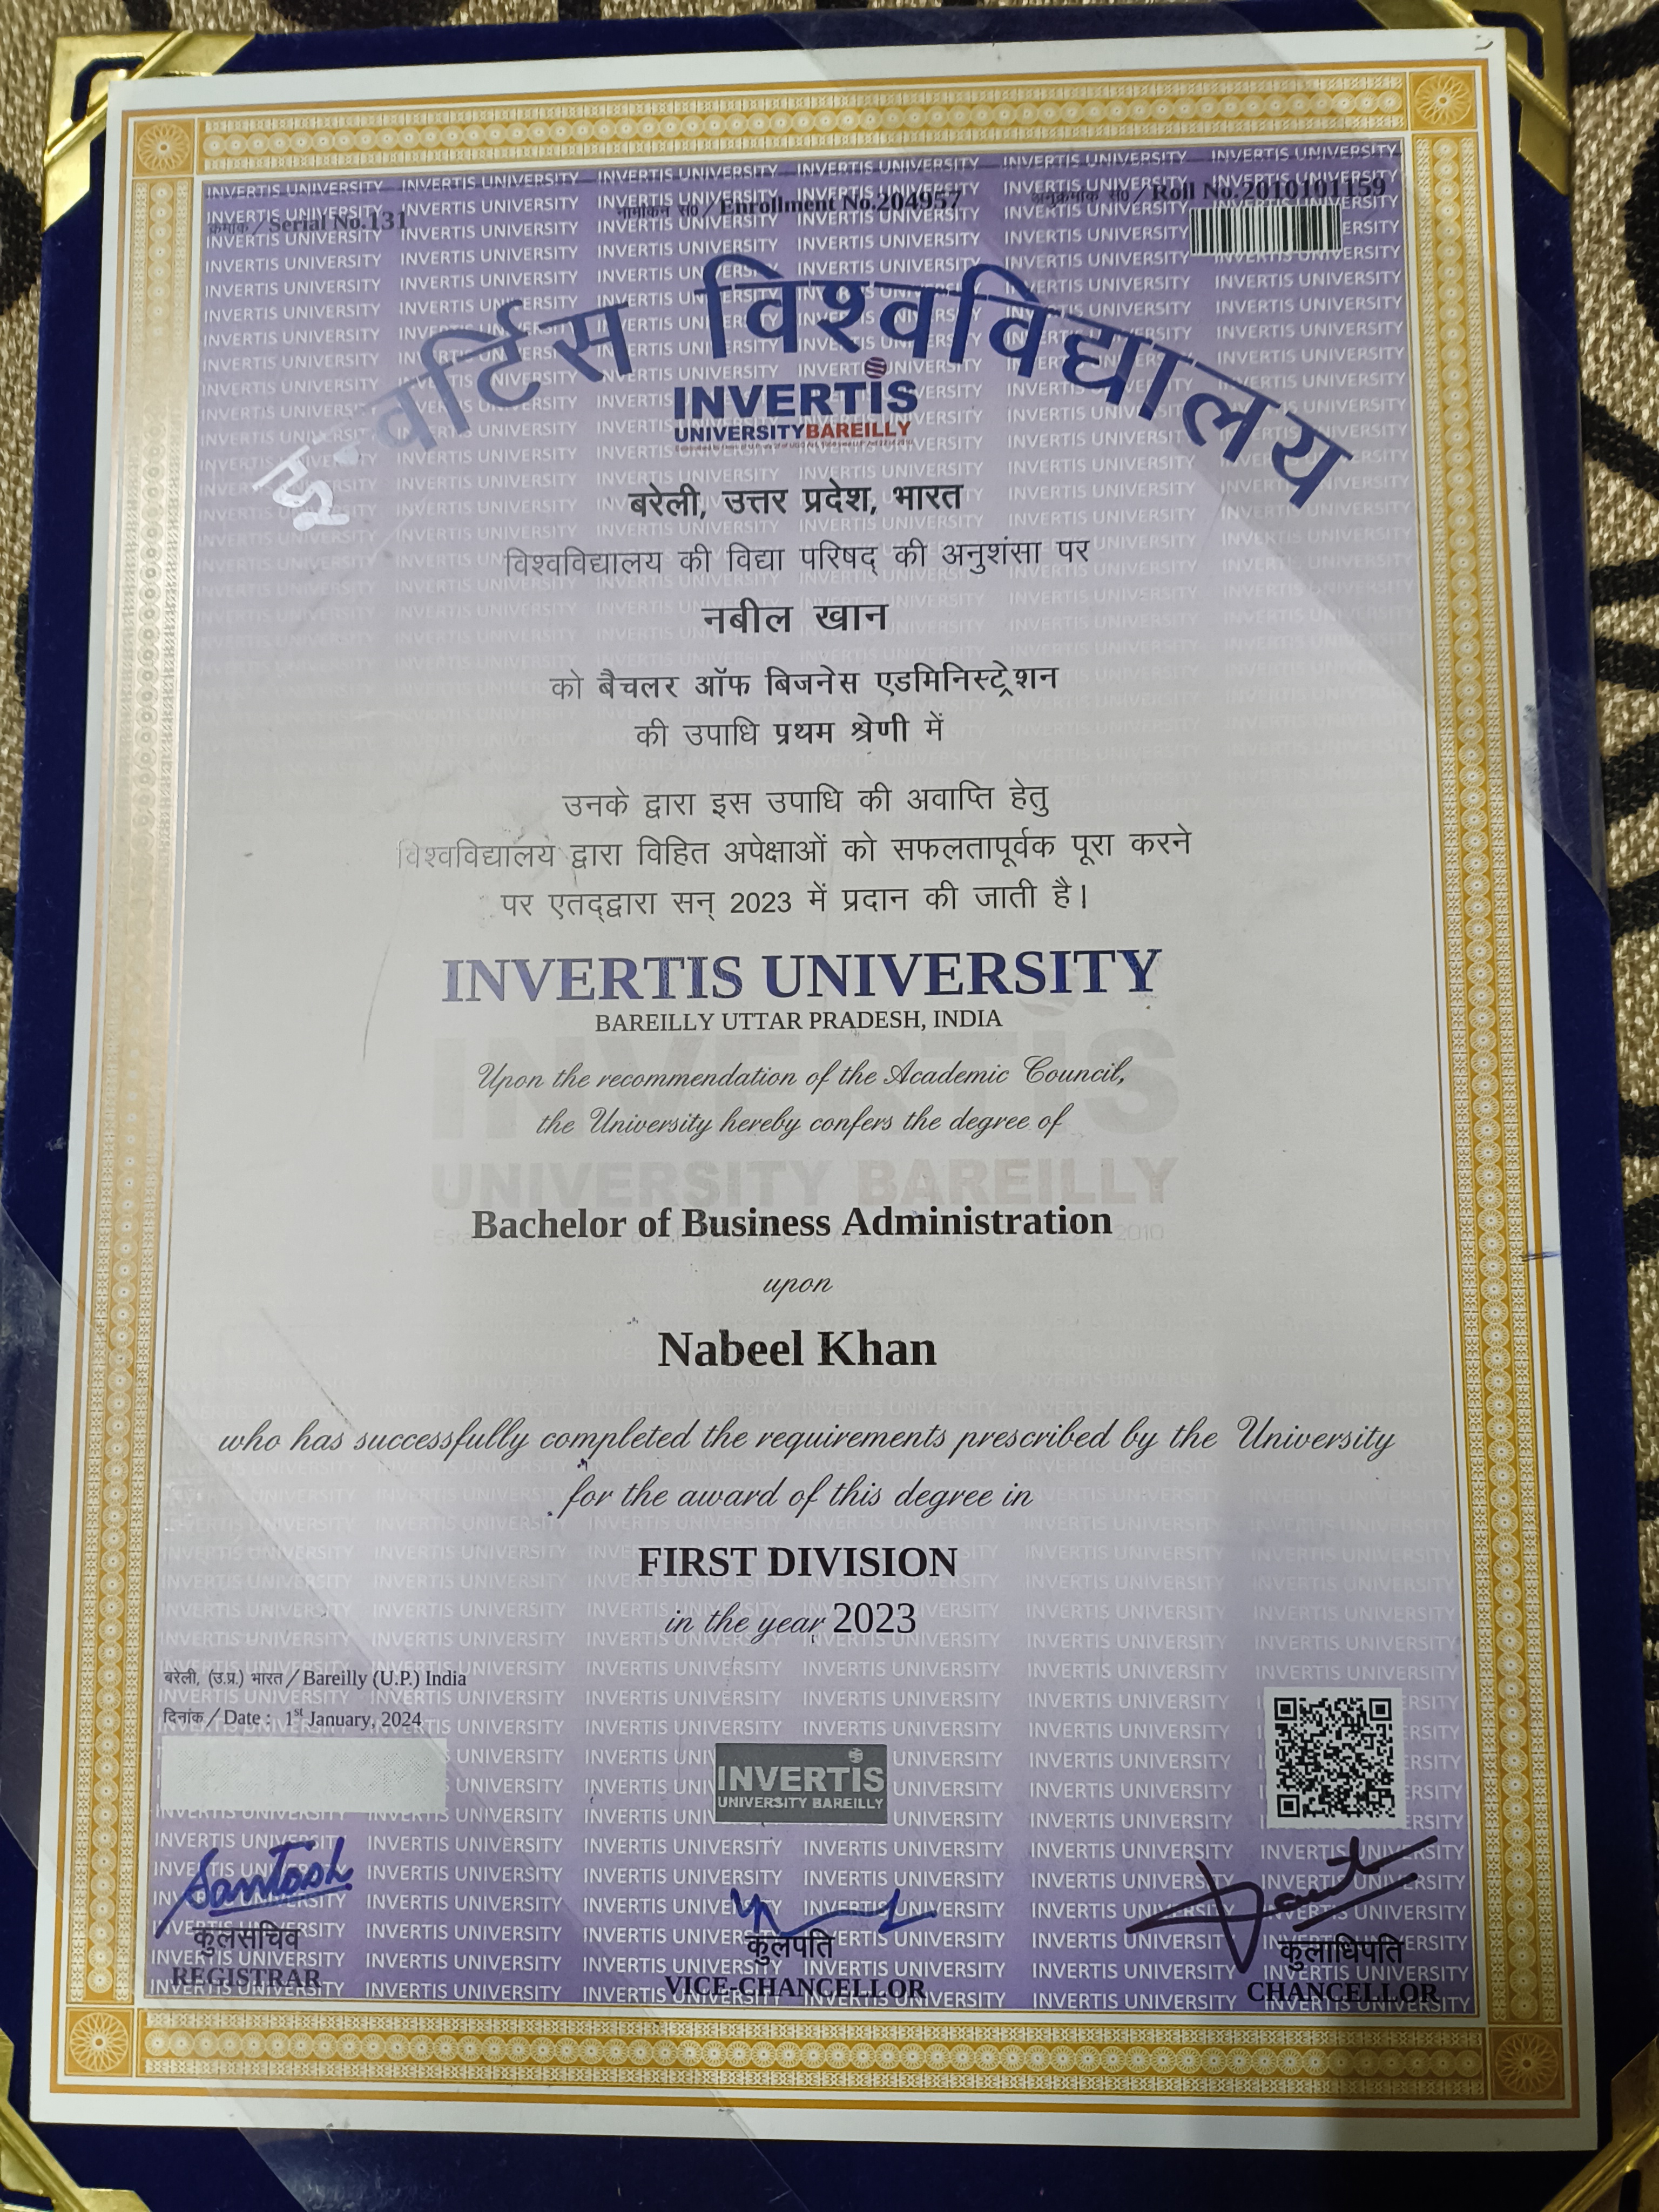 क्रमांक / Serial No.131
नामांकन सं० / Enrollment No.204957
अनुक्रमांक सं० / Roll No.2010101159
इन्वर्टिस विश्वविद्यालय
INVERTIS
UNIVERSITY BAREILLY
बरेली, उत्तर प्रदेश, भारत
विश्वविद्यालय की विद्या परिषद् की अनुशंसा पर
नबील खान
को बैचलर ऑफ बिजनेस एडमिनिस्ट्रेशन
की उपाधि प्रथम श्रेणी में
उनके द्वारा इस उपाधि की अवाप्ति हेतु
विश्वविद्यालय द्वारा विहित अपेक्षाओं को सफलतापूर्वक पूरा करने
पर एतद्द्वारा सन् 2023 में प्रदान की जाती है।
INVERTIS UNIVERSITY
BAREILLY UTTAR PRADESH, INDIA
Upon the recommendation of the Academic Council,
the University hereby confers the degree of
Bachelor of Business Administration
upon
Nabeel Khan
who has successfully completed the requirements prescribed by the University
for the award of this degree in
FIRST DIVISION
in the year 2023
बरेली, (उ.प्र.) भारत / Bareilly (U.P.) India
दिनांक / Date : 1st January, 2024
INVERTIS
UNIVERSITY BAREILLY
Santosh
कुलसचिव
REGISTRAR
कुलपति
VICE-CHANCELLOR
कुलाधिपति
CHANCELLOR